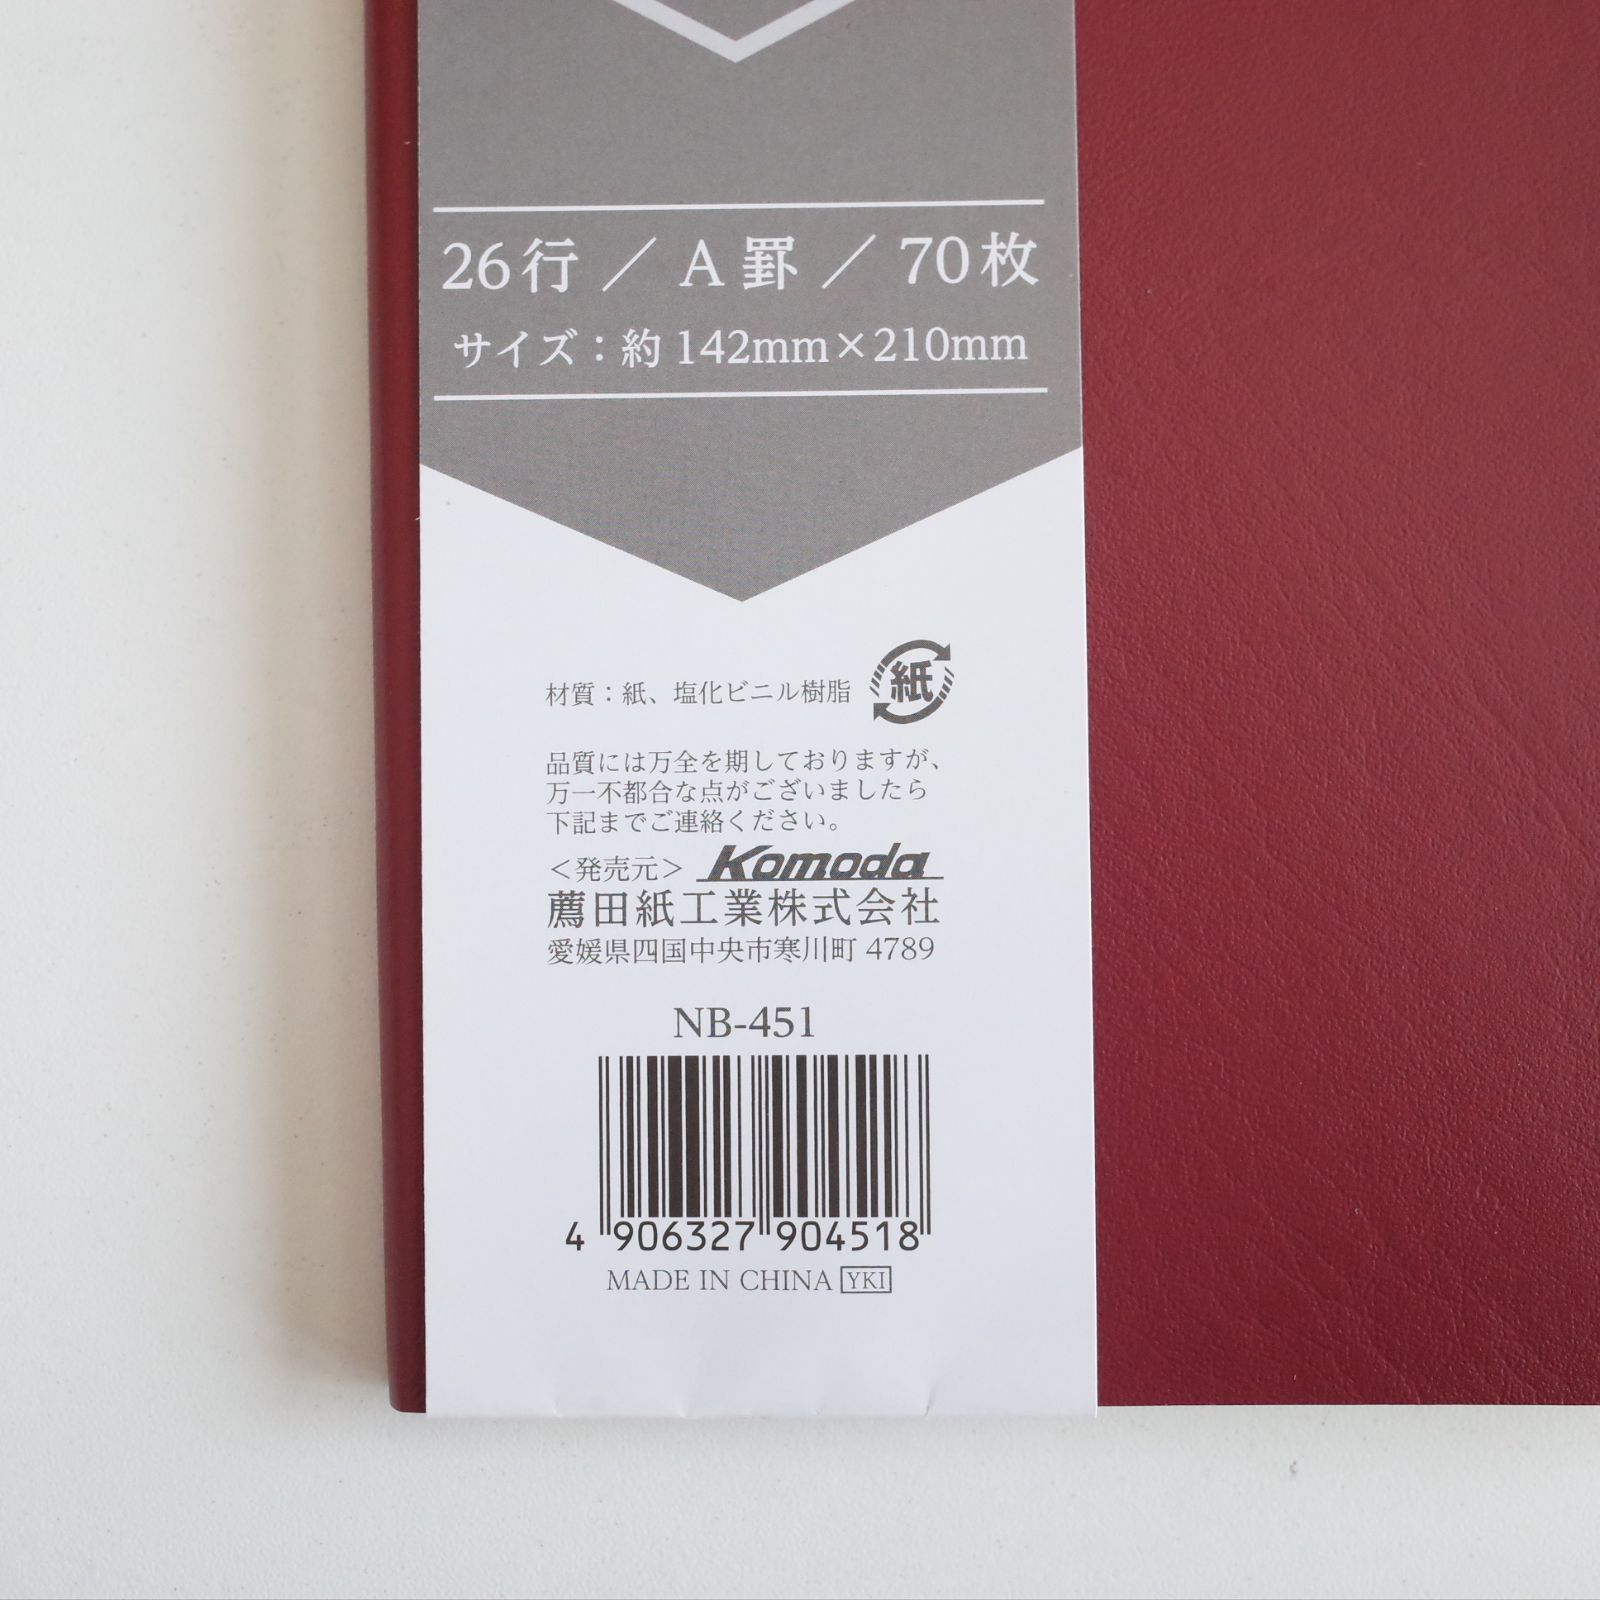 26行／A罫／70枚
サイズ：約142mm×210mm
材質：紙、塩化ビニル樹脂
紙
品質には万全を期しておりますが、
万一不都合な点がございましたら
下記までご連絡ください。
＜発売元＞ Komoda
薦田紙工業株式会社
愛媛県四国中央市寒川町 4789
NB-451
4 906327 904518
MADE IN CHINA YKI